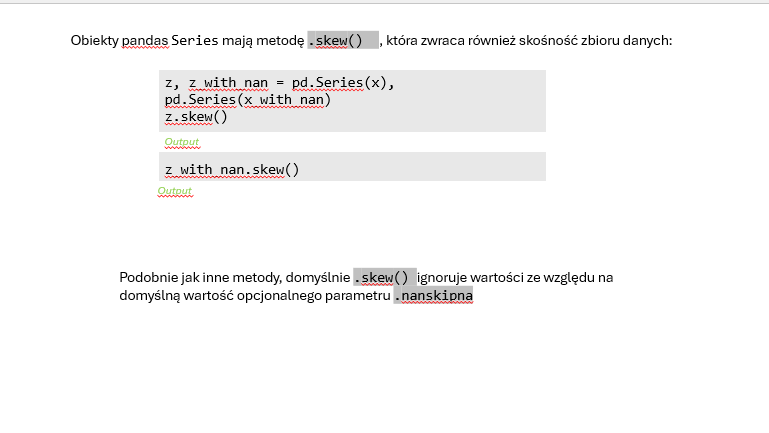 Obiekty pandas Series mają metodę .skew() , która zwraca również skośność zbioru danych:
z, z_with_nan = pd.Series(x),
pd.Series(x_with_nan)
z.skew()
Output
z_with_nan.skew()
Output
Podobnie jak inne metody, domyślnie .skew() ignoruje wartości ze względu na
domyślną wartość opcjonalnego parametru .nanskipna